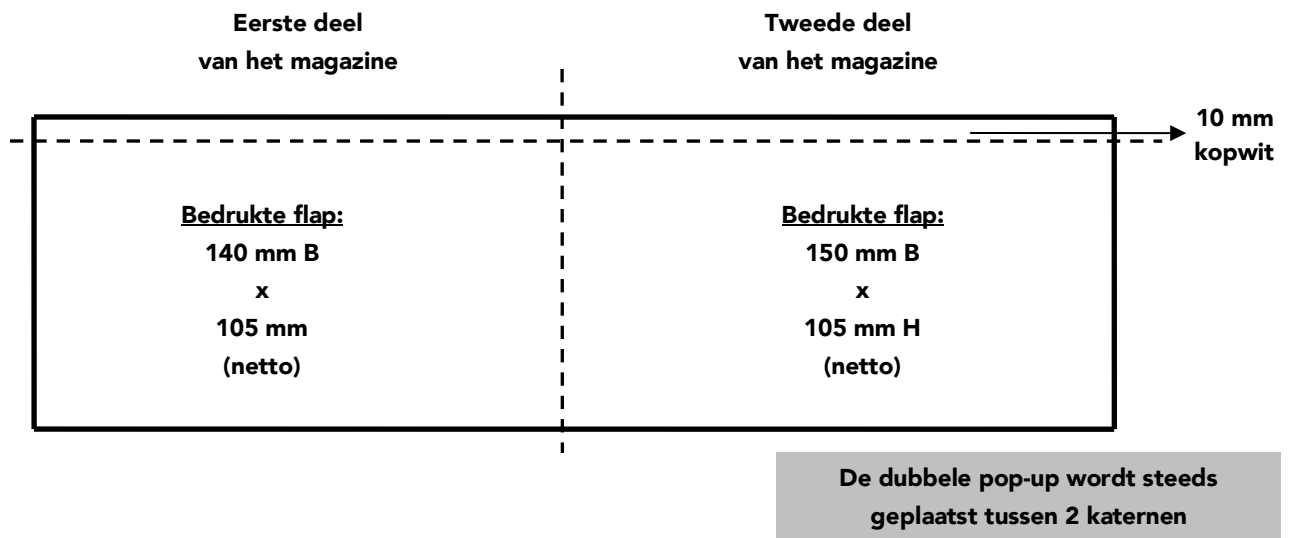 Eerste deel
van het magazine
Tweede deel
van het magazine
10 mm
kopwit
Bedrukte flap:
140 mm B
x
105 mm
(netto)
Bedrukte flap:
150 mm B
x
105 mm H
(netto)
De dubbele pop-up wordt steeds
geplaatst tussen 2 katernen